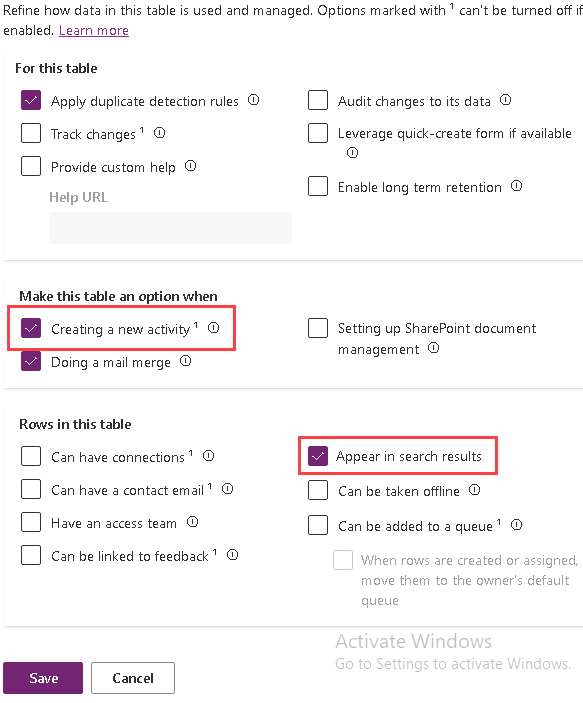 Refine how data in this table is used and managed. Options marked with ¹ can't be turned off if
enabled. Learn more
For this table
Apply duplicate detection rules
Track changes ¹
Provide custom help
Help URL
Audit changes to its data
Leverage quick-create form if available
Enable long term retention
Make this table an option when
Creating a new activity ¹
Doing a mail merge
Setting up SharePoint document
management
Rows in this table
Can have connections ¹
Can have a contact email ¹
Have an access team
Can be linked to feedback ¹
Appear in search results
Can be taken offline
Can be added to a queue ¹
When rows are created or assigned,
move them to the owner's default
queue
Activate Windows
Go to Settings to activate Windows.
Save
Cancel